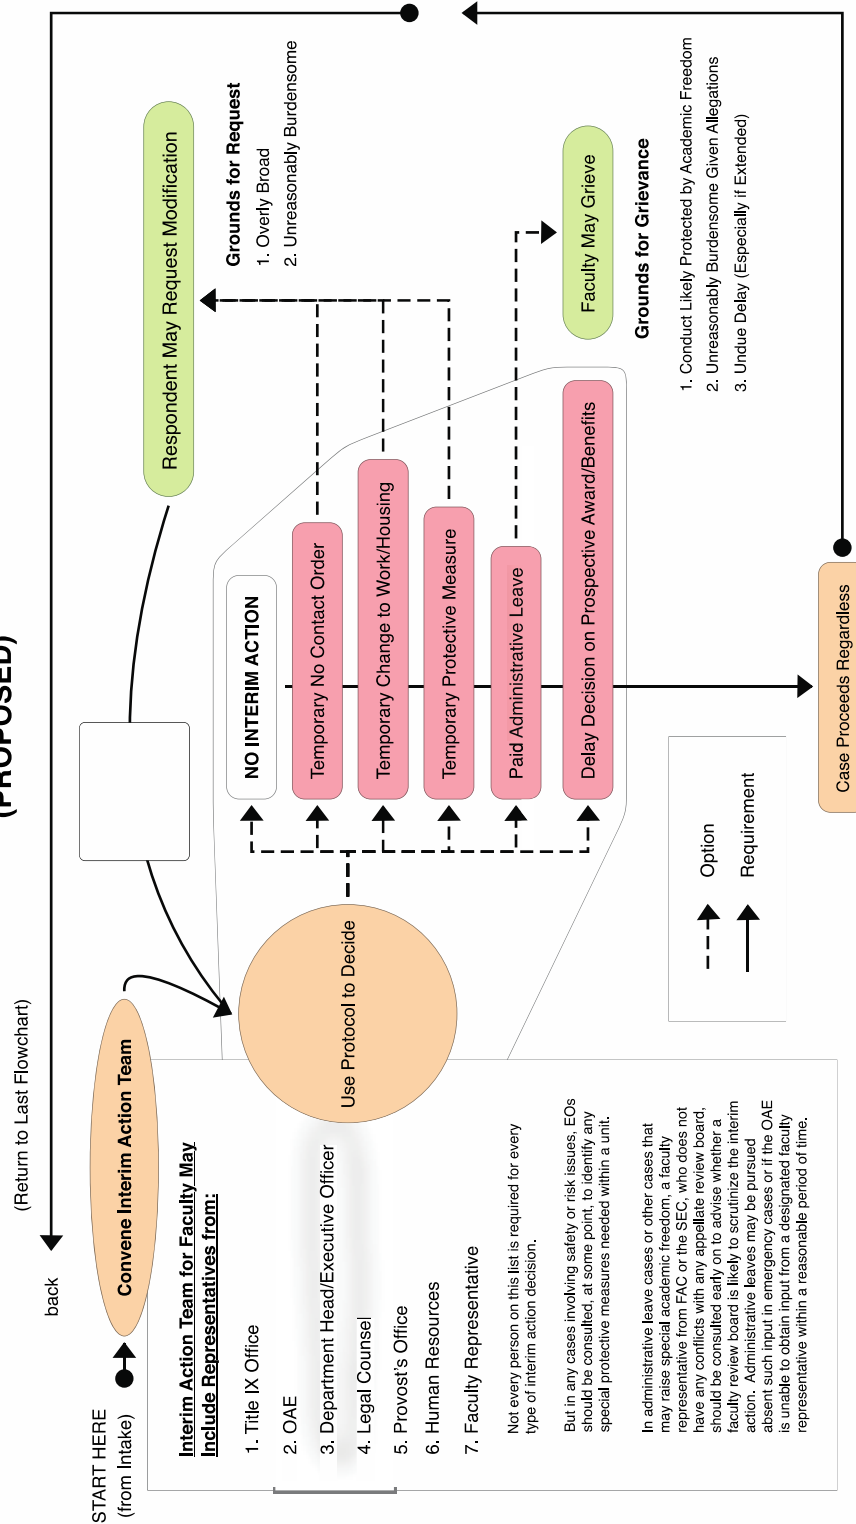 (PROPOSED)
(Return to Last Flowchart)
back
START HERE
(from Intake)
Convene Interim Action Team
Interim Action Team for Faculty May
Include Representatives from:
1. Title IX Office
2. OAE
3. Department Head/Executive Officer
4. Legal Counsel
5. Provost's Office
6. Human Resources
7. Faculty Representative
Not every person on this list is required for every
type of interim action decision.
But in any cases involving safety or risk issues, EOs
should be consulted, at some point, to identify any
special protective measures needed within a unit.
In administrative leave cases or other cases that
may raise special academic freedom, a faculty
representative from FAC or the SEC, who does not
have any conflicts with any appellate review board,
should be consulted early on to advise whether a
faculty review board is likely to scrutinize the interim
action. Administrative leaves may be pursued
absent such input in emergency cases or if the OAE
is unable to obtain input from a designated faculty
representative within a reasonable period of time.
Use Protocol to Decide
NO INTERIM ACTION
Temporary No Contact Order
Temporary Change to Work/Housing
Temporary Protective Measure
Paid Administrative Leave
Delay Decision on Prospective Award/Benefits
Option
Requirement
Case Proceeds Regardless
Respondent May Request Modification
Grounds for Request
1. Overly Broad
2. Unreasonably Burdensome
Faculty May Grieve
Grounds for Grievance
1. Conduct Likely Protected by Academic Freedom
2. Unreasonably Burdensome Given Allegations
3. Undue Delay (Especially if Extended)